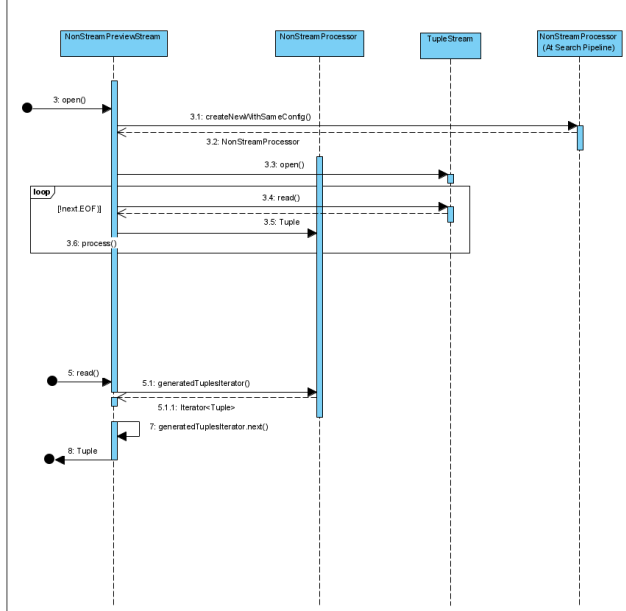 NonStreamPreviewStream
NonStreamProcessor
TupleStream
NonStreamProcessor
(At Search Pipeline)
3: open()
3.1: createNewWithSameConfig()
3.2: NonStreamProcessor
3.3: open()
loop
[!next.EOF)]
3.4: read()
3.5: Tuple
3.6: process()
5: read()
5.1: generatedTuplesIterator()
5.1.1: Iterator<Tuple>
7: generatedTuplesIterator.next()
8: Tuple